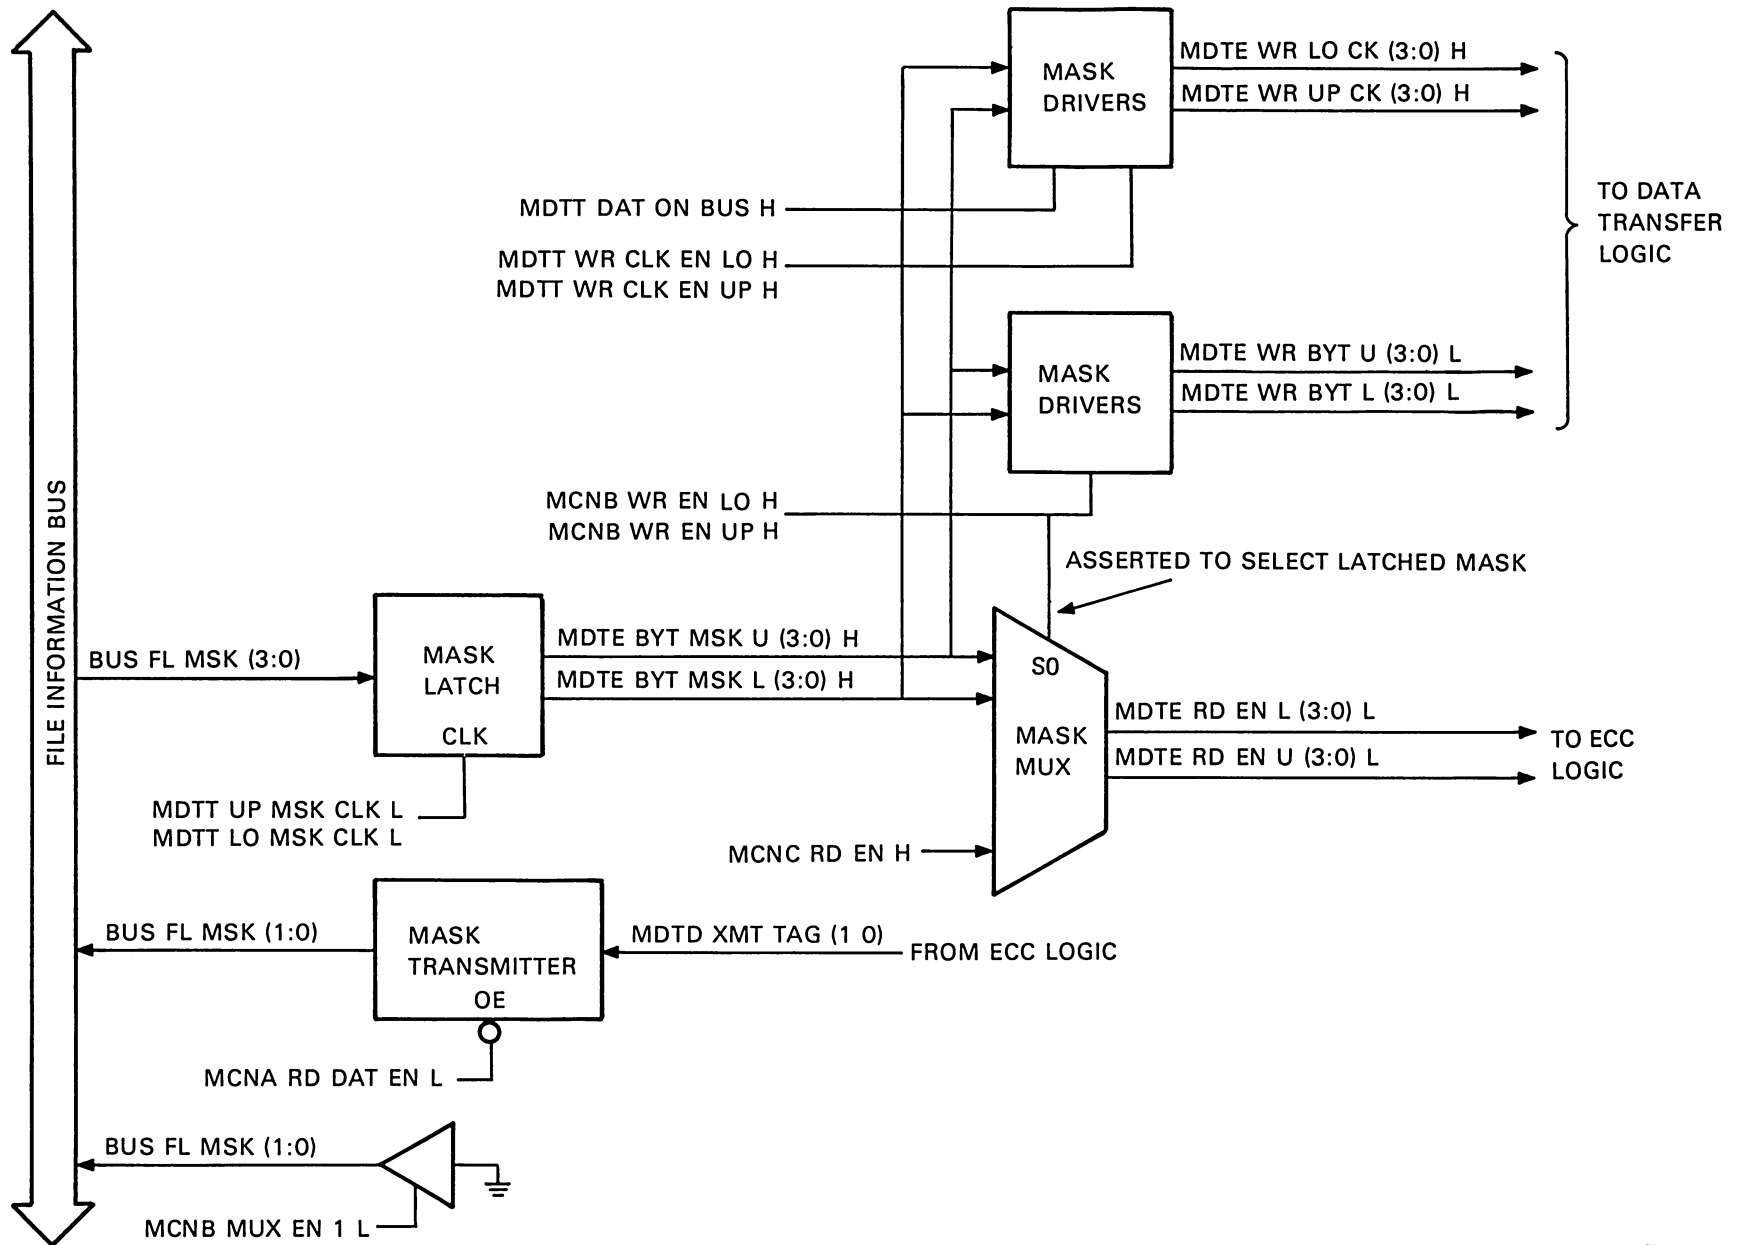 MASK
DRIVERS
MDTE WR LO CK (3:0) H
MDTE WR UP CK (3:0) H
MDTT DAT ON BUS H
MDTT WR CLK EN LO H
MDTT WR CLK EN UP H
TO DATA
TRANSFER
LOGIC
MASK
DRIVERS
MDTE WR BYT U (3:0) L
MDTE WR BYT L (3:0) L
MCNB WR EN LO H
MCNB WR EN UP H
ASSERTED TO SELECT LATCHED MASK
FILE INFORMATION BUS
BUS FL MSK (3:0)
MASK
LATCH
CLK
MDTE BYT MSK U (3:0) H
MDTE BYT MSK L (3:0) H
S0
MASK
MUX
MDTE RD EN L (3:0) L
MDTE RD EN U (3:0) L
TO ECC
LOGIC
MDTT UP MSK CLK L
MDTT LO MSK CLK L
MCNC RD EN H
BUS FL MSK (1:0)
MASK
TRANSMITTER
OE
MDTD XMT TAG (1 0)
FROM ECC LOGIC
MCNA RD DAT EN L
BUS FL MSK (1:0)
MCNB MUX EN 1 L